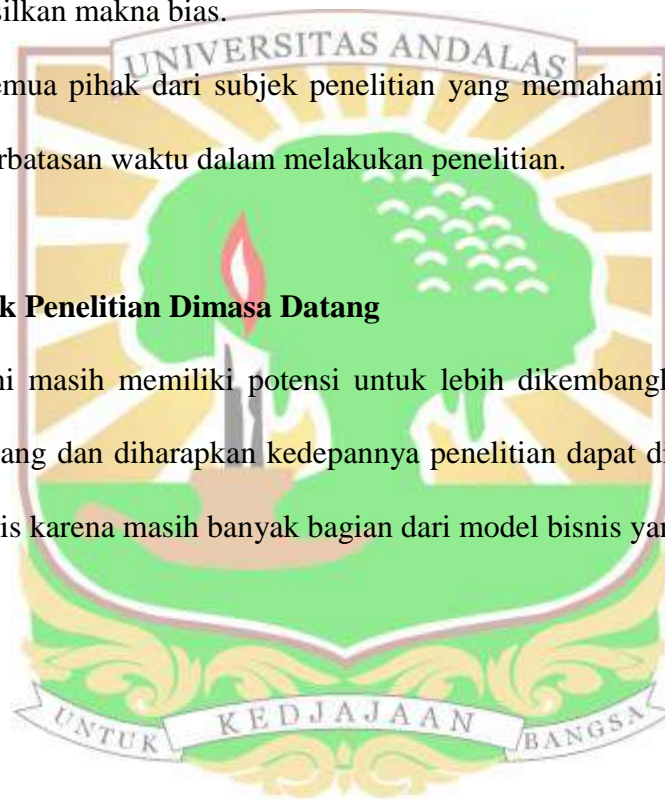 silkan makna bias.
UNIVERSITAS ANDALAS
emua pihak dari subjek penelitian yang memahami
rbatasan waktu dalam melakukan penelitian.
k Penelitian Dimasa Datang
ni masih memiliki potensi untuk lebih dikembangk
ang dan diharapkan kedepannya penelitian dapat di
is karena masih banyak bagian dari model bisnis yan
UNTUK KEDJAJAAN BANGSA